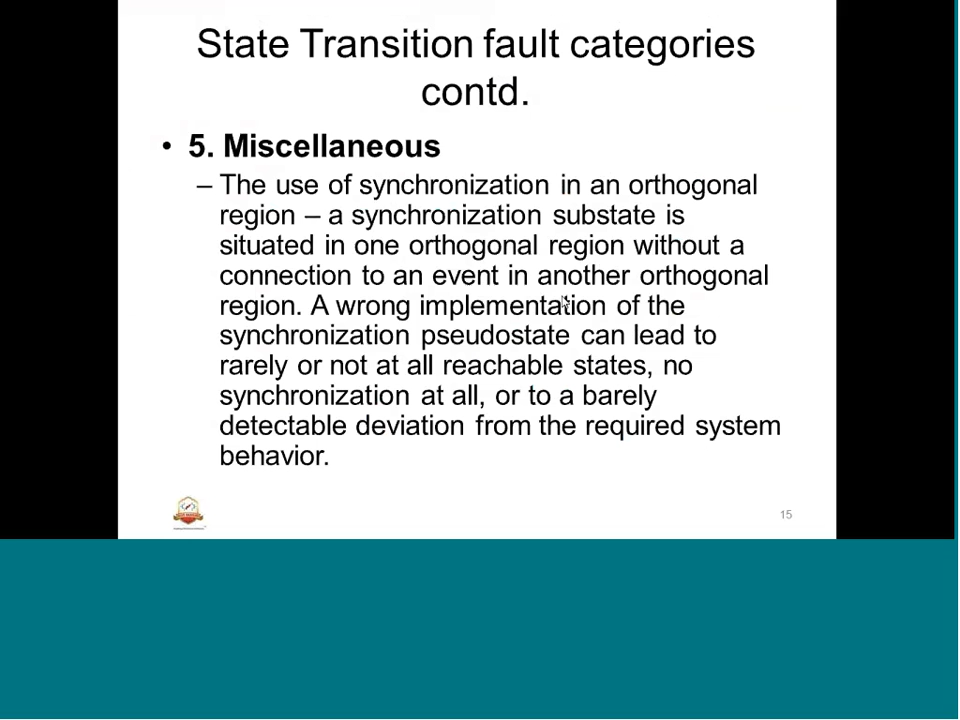 State Transition fault categories
contd.
• 5. Miscellaneous
– The use of synchronization in an orthogonal
region – a synchronization substate is
situated in one orthogonal region without a
connection to an event in another orthogonal
region. A wrong implementation of the
synchronization pseudostate can lead to
rarely or not at all reachable states, no
synchronization at all, or to a barely
detectable deviation from the required system
behavior.
15